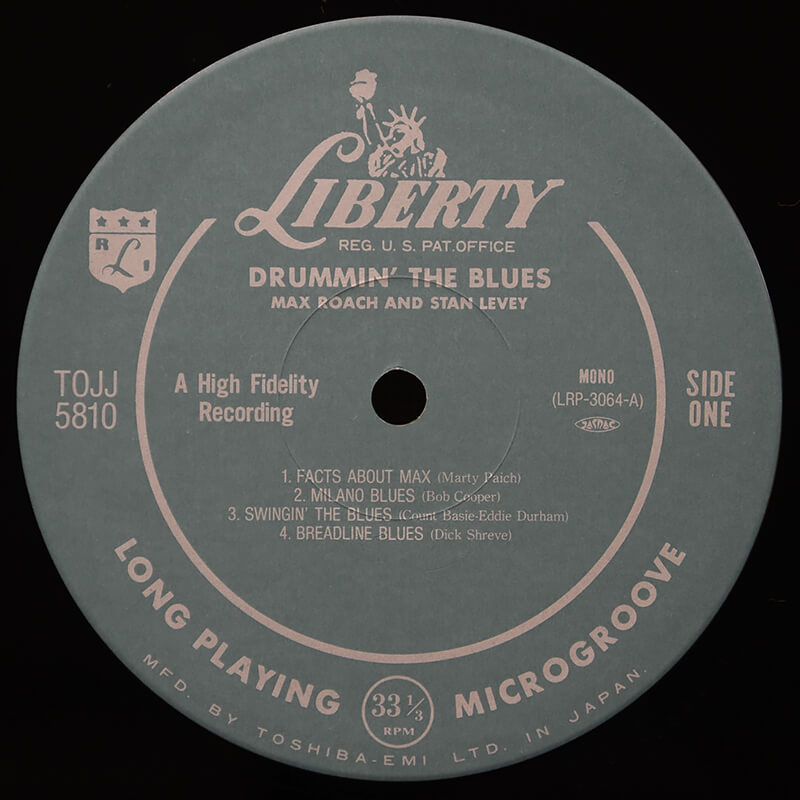 LIBERTY
REG. U. S. PAT. OFFICE
DRUMMIN' THE BLUES
MAX ROACH AND STAN LEVEY
R L 1
TOJJ
5810
A High Fidelity
Recording
MONO
(LRP-3064-A)
SIDE
ONE
1. FACTS ABOUT MAX (Marty Paich)
2. MILANO BLUES (Bob Cooper)
3. SWINGIN' THE BLUES (Count Basie-Eddie Durham)
4. BREADLINE BLUES (Dick Shreve)
LONG PLAYING 33 1/3 RPM MICROGROOVE
MFD. BY TOSHIBA-EMI LTD. IN JAPAN.